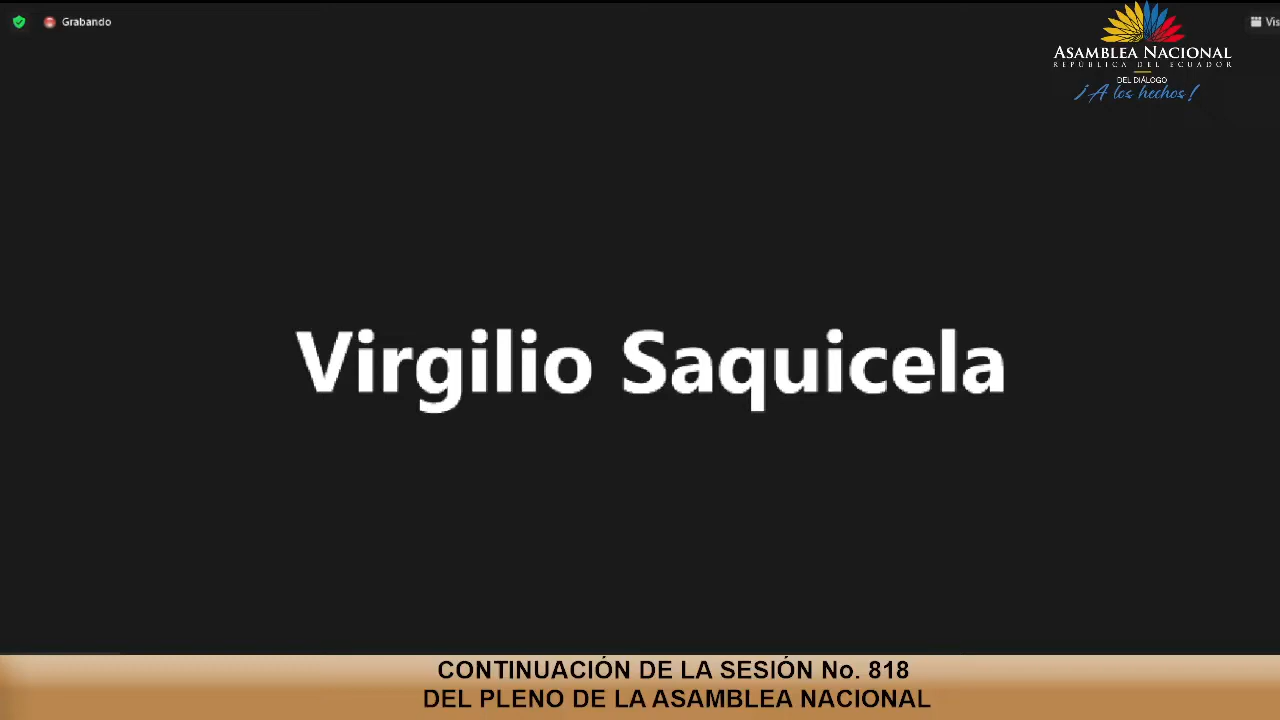 Grabando
Vis
ASAMBLEA NACIONAL
REPÚBLICA DEL ECUADOR
DEL DIÁLOGO
¡A los hechos!
Virgilio Saquicela
CONTINUACIÓN DE LA SESIÓN No. 818
DEL PLENO DE LA ASAMBLEA NACIONAL